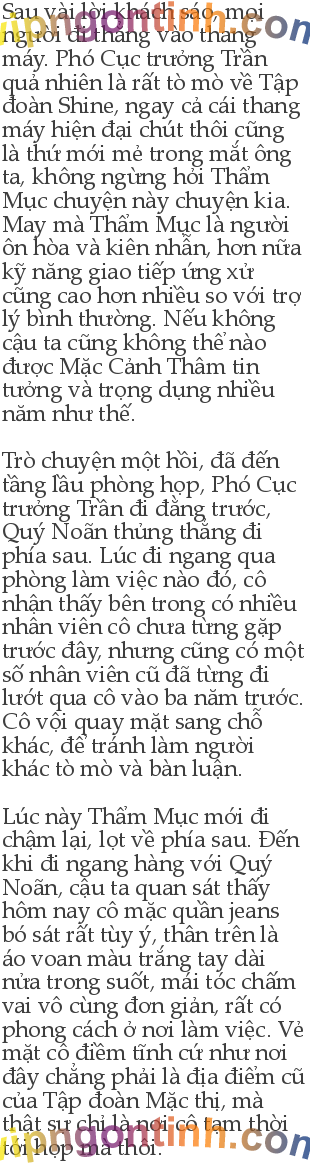 Sau vài lời khách sáo, mọi
vipngontinh.com
người đi thẳng vào thang
máy. Phó Cục trưởng Trần
quả nhiên là rất tò mò về Tập
đoàn Shine, ngay cả cái thang
máy hiện đại chút thôi cũng
là thứ mới mẻ trong mắt ông
ta, không ngừng hỏi Thẩm
Mục chuyện này chuyện kia.
May mà Thẩm Mục là người
ôn hòa và kiên nhẫn, hơn nữa
kỹ năng giao tiếp ứng xử
cũng cao hơn nhiều so với trợ
lý bình thường. Nếu không
cậu ta cũng không thể nào
được Mặc Cảnh Thâm tin
tưởng và trọng dụng nhiều
năm như thế.
Trò chuyện một hồi, đã đến
tầng lầu phòng họp, Phó Cục
trưởng Trần đi đằng trước,
Quý Noãn thủng thẳng đi
phía sau. Lúc đi ngang qua
phòng làm việc nào đó, cô
nhận thấy bên trong có nhiều
nhân viên cô chưa từng gặp
trước đây, nhưng cũng có một
số nhân viên cũ đã từng đi
lướt qua cô vào ba năm trước.
Cô vội quay mặt sang chỗ
khác, để tránh làm người
khác tò mò và bàn luận.
Lúc này Thẩm Mục mới đi
chậm lại, lọt về phía sau. Đến
khi đi ngang hàng với Quý
Noãn, cậu ta quan sát thấy
hôm nay cô mặc quần jeans
bó sát rất tùy ý, thân trên là
áo voan màu trắng tay dài
nửa trong suốt, mái tóc chấm
vai vô cùng đơn giản, rất có
phong cách ở nơi làm việc. Vẻ
mặt cô điềm tĩnh cứ như nơi
đây chẳng phải là địa điểm cũ
của Tập đoàn Mặc thị, mà
thật sự chỉ là nơi cô tạm thời
vipngontinh.com
tới họp mà thôi.